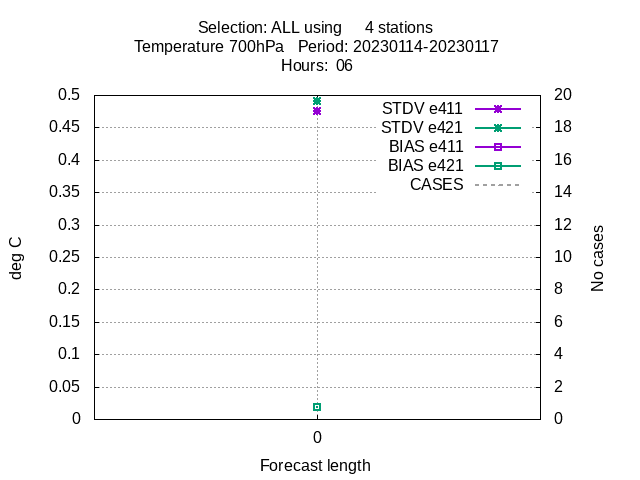 Selection: ALL using     4 stations
Temperature 700hPa   Period: 20230114-20230117
Hours:  06
0.5
0.45
0.4
0.35
0.3
0.25
0.2
0.15
0.1
0.05
0
deg C
STDV e411
STDV e421
BIAS e411
BIAS e421
CASES
20
18
16
14
12
10
8
6
4
2
0
No cases
0
Forecast length